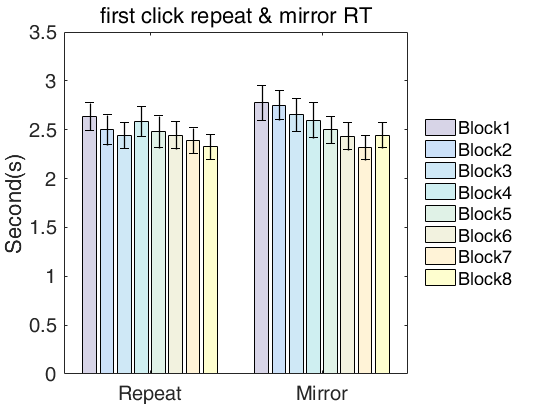 first click repeat & mirror RT
3.5
3
2.5
2
1.5
1
0.5
0
Second(s)
Repeat
Mirror
Block1
Block2
Block3
Block4
Block5
Block6
Block7
Block8